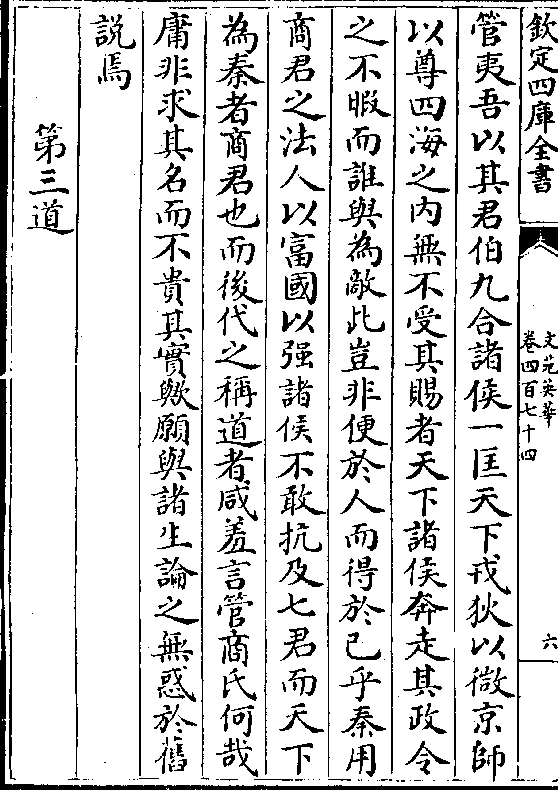 欽定四庫全書
文苑英華
卷四百七十四
六
管夷吾以其君伯九合諸侯一匡天下戎狄以微京師
以尊四海之内無不受其賜者天下諸侯奔走其政令
之不暇而誰與為敵此豈非便於人而得於已乎秦用
商君之法人以富國以强諸侯不敢抗及七君而天下
為秦者商君也而後代之稱道者咸羞言管商氏何哉
庸非求其名而不貴其實歟願與諸生論之無惑於舊
説焉
第三道